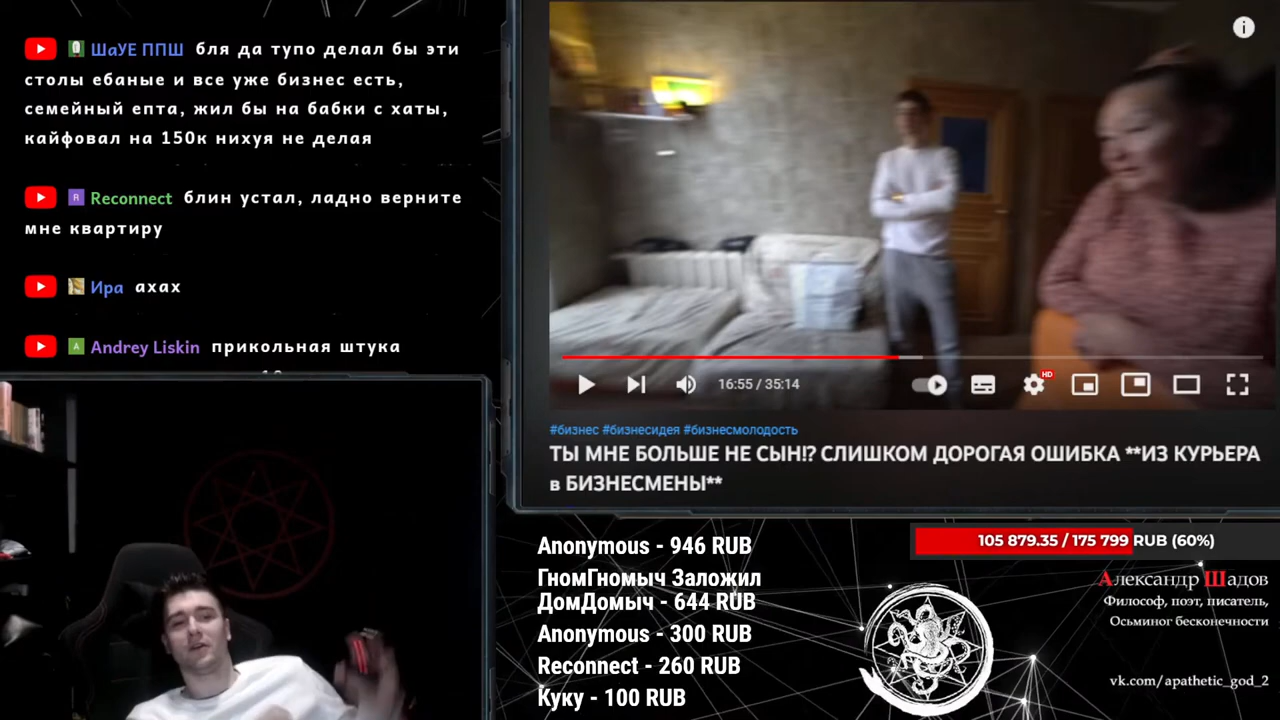 ШаУЕ ППШ бля да тупо делал бы эти
столы ебаные и все уже бизнес есть,
семейный епта, жил бы на бабки с хаты,
кайфовал на 150к нихуя не делая
R Reconnect блин устал, ладно верните
мне квартиру
Ира ахах
A Andrey Liskin прикольная штука
16:55 / 35:14
HD
#бизнес #бизнесидея #бизнесмолодость
ТЫ МНЕ БОЛЬШЕ НЕ СЫН!? СЛИШКОМ ДОРОГАЯ ОШИБКА **ИЗ КУРЬЕРА
в БИЗНЕСМЕНЫ**
Anonymous - 946 RUB
ГномГномыч Заложил
ДомДомыч - 644 RUB
Anonymous - 300 RUB
Reconnect - 260 RUB
Куку - 100 RUB
105 879.35 / 175 799 RUB (60%)
Александр Шадов
Философ, поэт, писатель,
Осьминог бесконечности
vk.com/apathetic_god_2